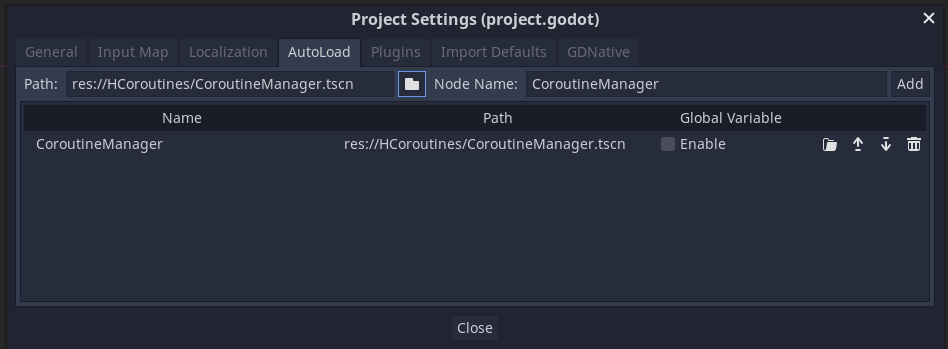 Project Settings (project.godot)
General Input Map Localization AutoLoad Plugins Import Defaults GDNative
Path: res://HCoroutines/CoroutineManager.tscn Node Name: CoroutineManager Add
Name Path Global Variable
CoroutineManager res://HCoroutines/CoroutineManager.tscn Enable
Close